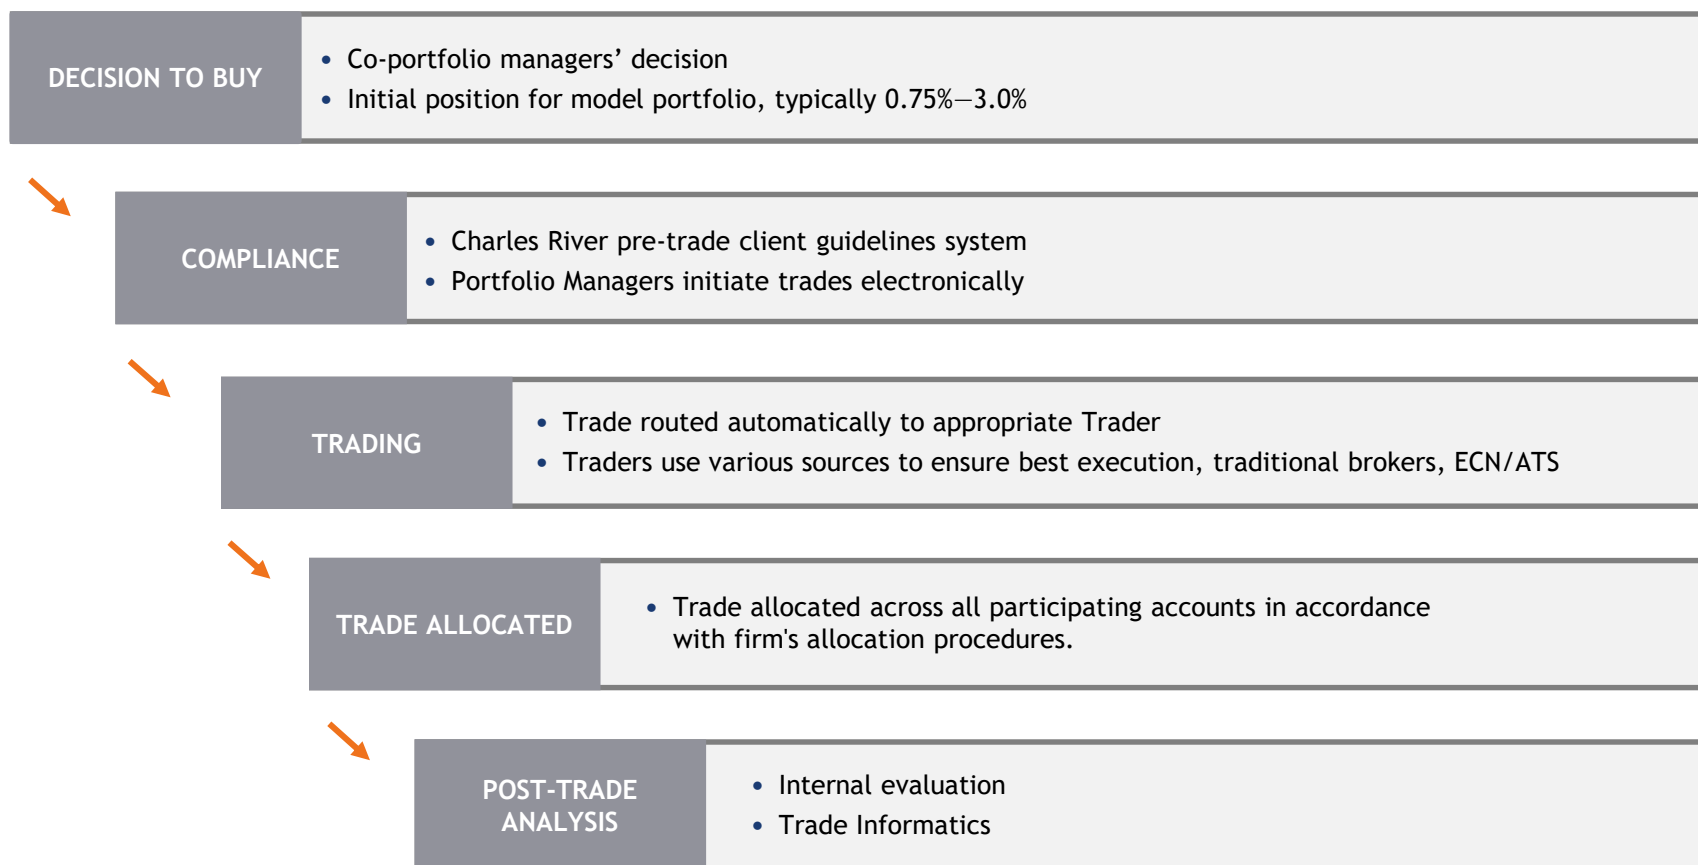 DECISION TO BUY
• Co-portfolio managers’ decision
• Initial position for model portfolio, typically 0.75%—3.0%
COMPLIANCE
• Charles River pre-trade client guidelines system
• Portfolio Managers initiate trades electronically
TRADING
• Trade routed automatically to appropriate Trader
• Traders use various sources to ensure best execution, traditional brokers, ECN/ATS
TRADE ALLOCATED
• Trade allocated across all participating accounts in accordance
with firm's allocation procedures.
POST-TRADE
ANALYSIS
• Internal evaluation
• Trade Informatics